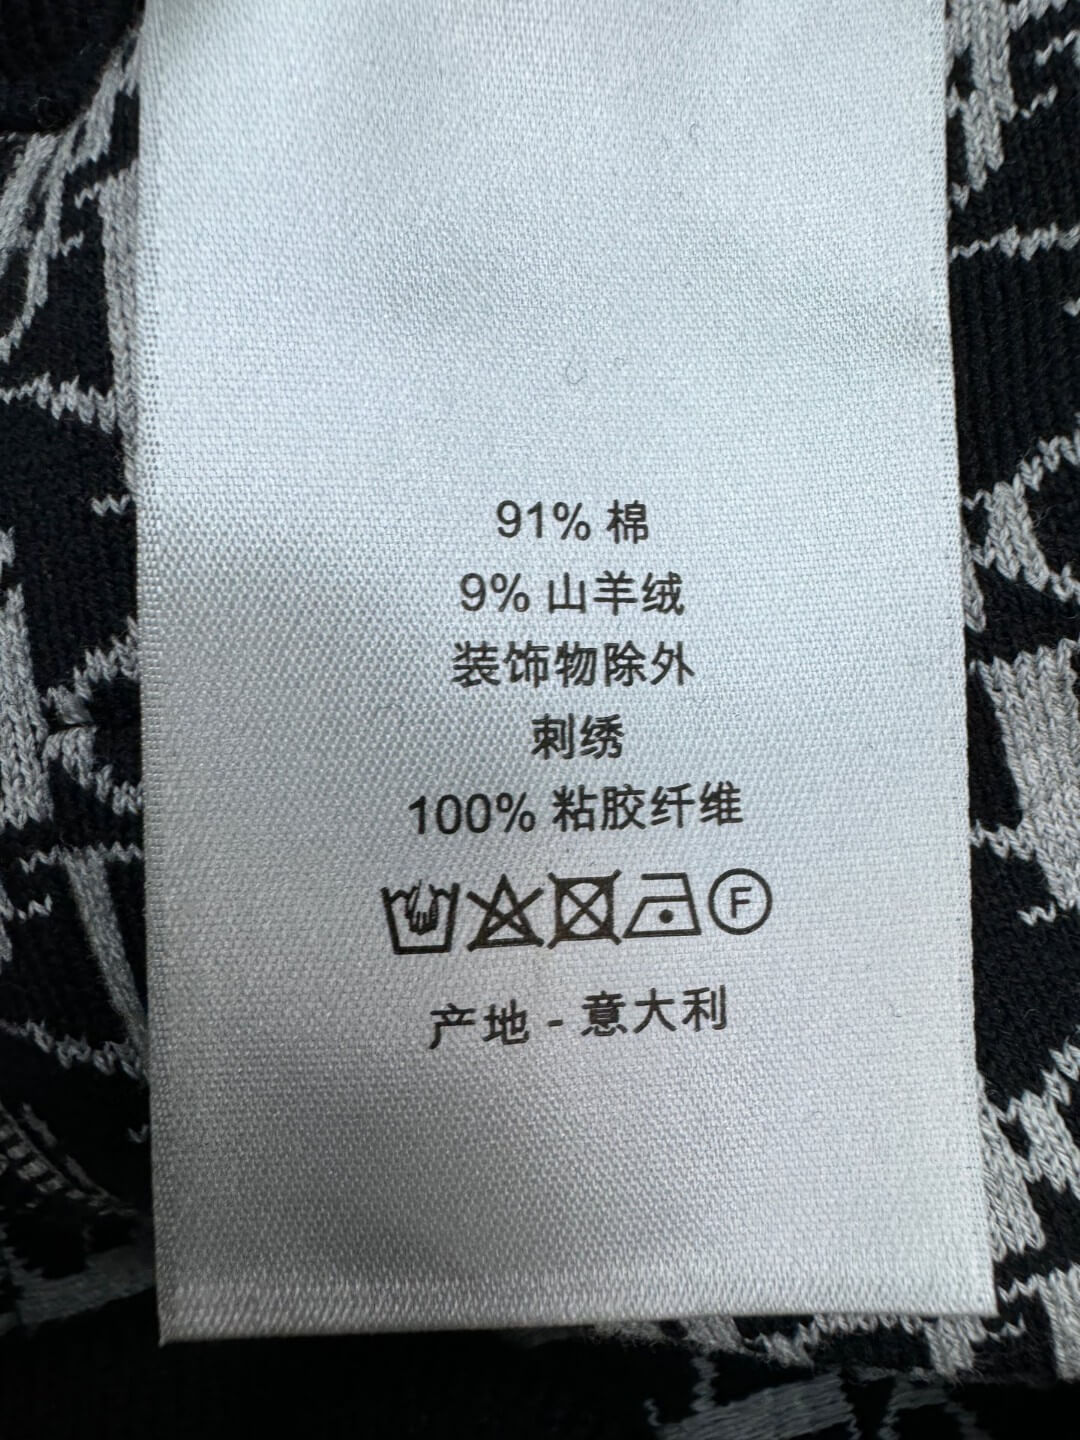 91% 棉
9% 山羊绒
装饰物除外
刺绣
100% 粘胶纤维
F
产地 - 意大利